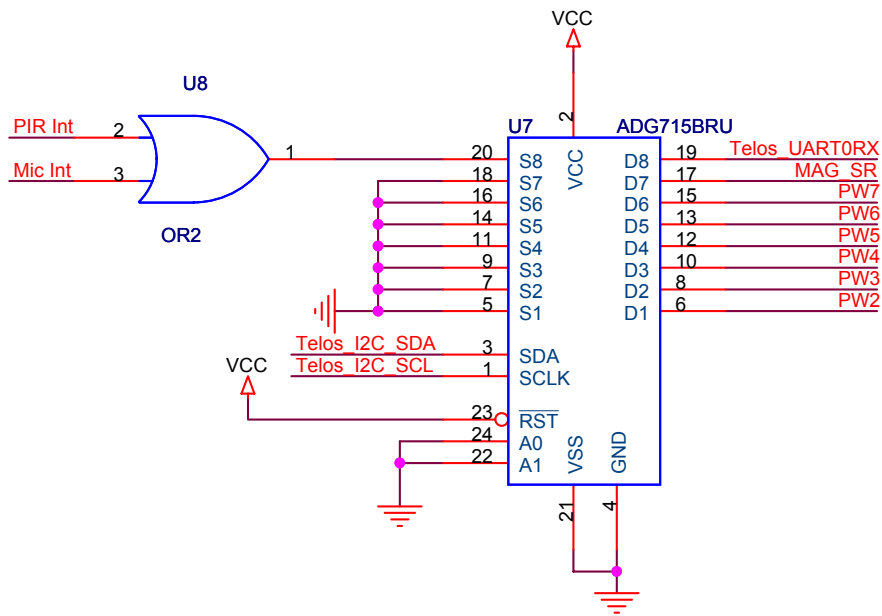 VCC
U8
PIR Int 2
1
Mic Int 3
OR2
U7 ADG715BRU
2
VCC
20 S8 D8 19 Telos_UART0RX
18 S7 D7 17 MAG_SR
16 S6 D6 15 PW7
14 S5 D5 13 PW6
11 S4 D4 12 PW5
9 S3 D3 10 PW4
7 S2 D2 8 PW3
5 S1 D1 6 PW2
Telos_I2C_SDA 3 SDA
Telos_I2C_SCL 1 SCLK
VCC
23 RST
24 A0
22 A1
VSS GND
21 4